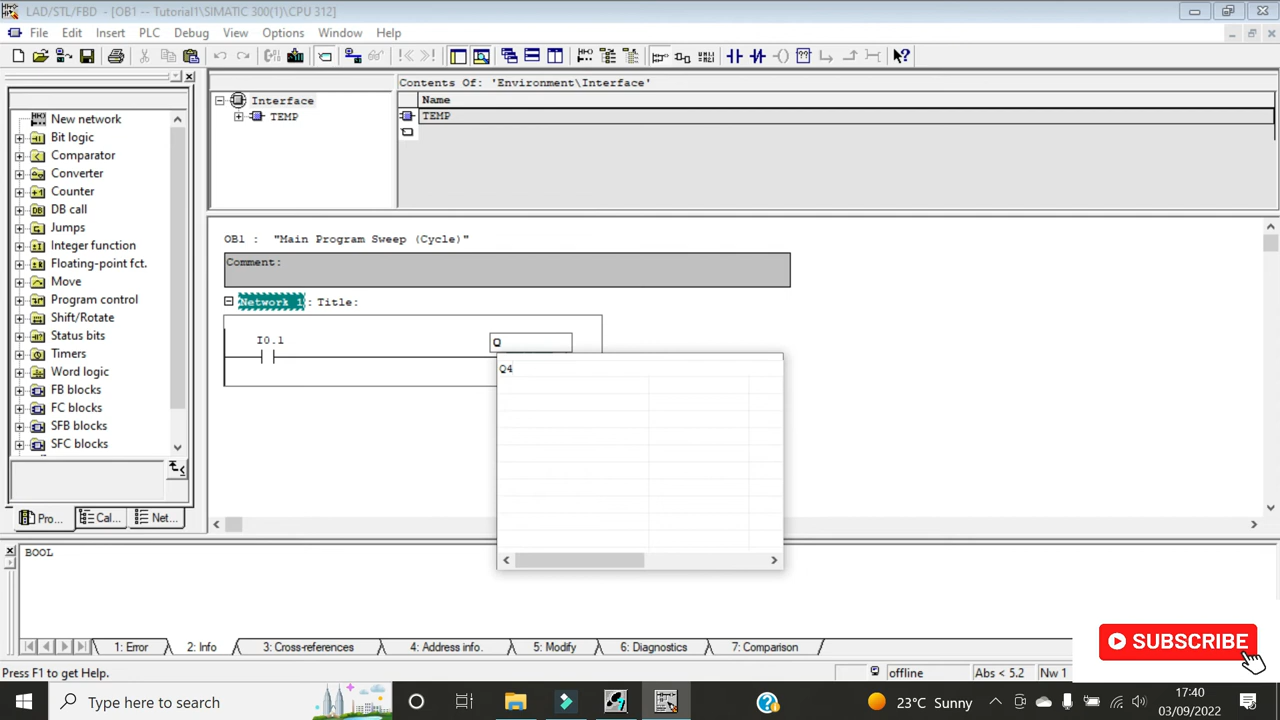 LAD/STL/FBD - [OB1 -- Tutorial1\SIMATIC 300(1)\CPU 312]
File Edit Insert PLC Debug View Options Window Help
Contents Of: 'Environment\Interface'
Interface
TEMP
Name
TEMP
New network
Bit logic
Comparator
Converter
Counter
DB call
Jumps
Integer function
Floating-point fct.
Move
Program control
Shift/Rotate
Status bits
Timers
Word logic
FB blocks
FC blocks
SFB blocks
SFC blocks
Pro... Cal... Net...
OB1 : "Main Program Sweep (Cycle)"
Comment:
Network 1: Title:
I0.1
Q
Q4
BOOL
1: Error 2: Info 3: Cross-references 4: Address info. 5: Modify 6: Diagnostics 7: Comparison
SUBSCRIBE
Press F1 to get Help.
offline Abs < 5.2 Nw 1
Type here to search
23°C Sunny
17:40
03/09/2022